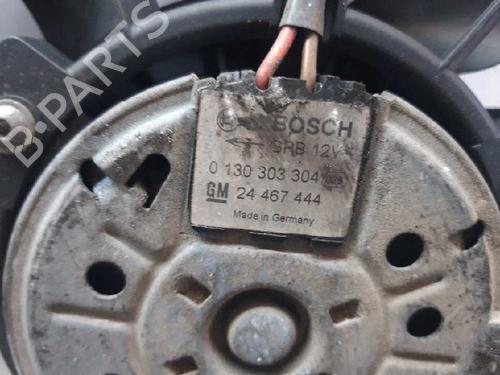 BOSCH
GRB 12V
0 130 303 304
GM 24 467 444
Made in Germany
B-PARTS